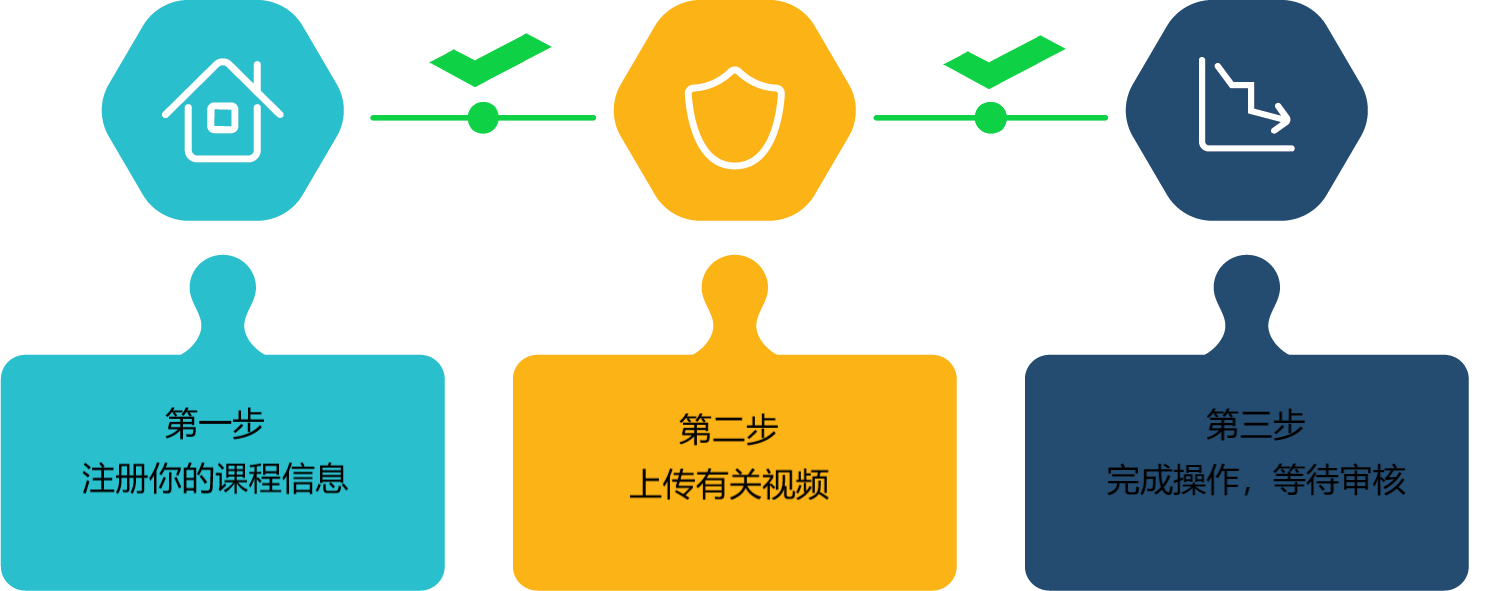 第一步
注册你的课程信息
第二步
上传有关视频
第三步
完成操作，等待审核